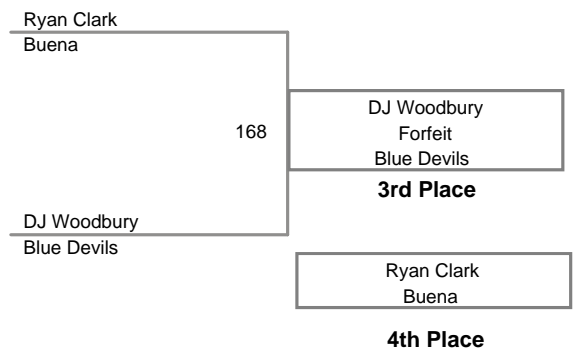 Ryan Clark
Buena
168
DJ Woodbury
Forfeit
Blue Devils
3rd Place
DJ Woodbury
Blue Devils
Ryan Clark
Buena
4th Place